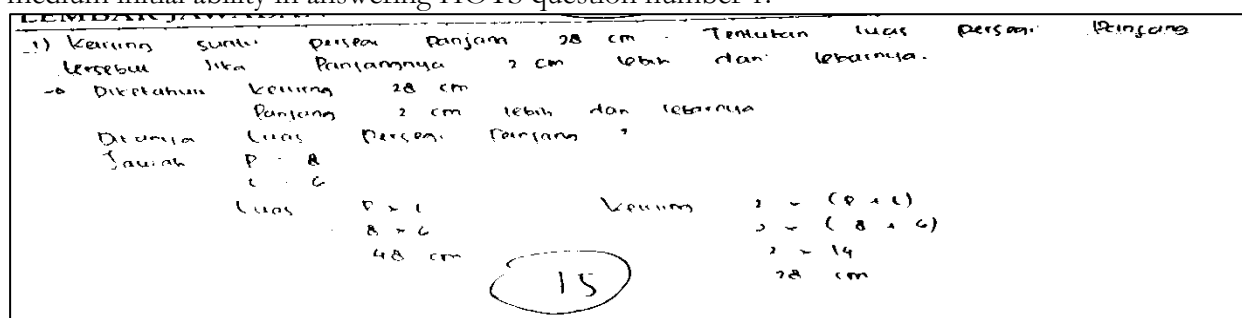 medium initial ability in answering HOTS question number 1.
LEMBAR JAWABAN
1) Keliling suatu persegi panjang 28 cm. Tentukan luas persegi panjang
tersebut jika Panjangnya 2 cm lebih dari lebarnya.
→ Diketahui Keliling 28 cm
Panjang 2 cm lebih dari lebarnya
Ditanya Luas Persegi Panjang ?
Jawab P = 8
l = 6
Luas P x l Keliling 2 x (P + l)
8 x 6 2 x (8 + 6)
48 cm 2 x 14
28 cm
15